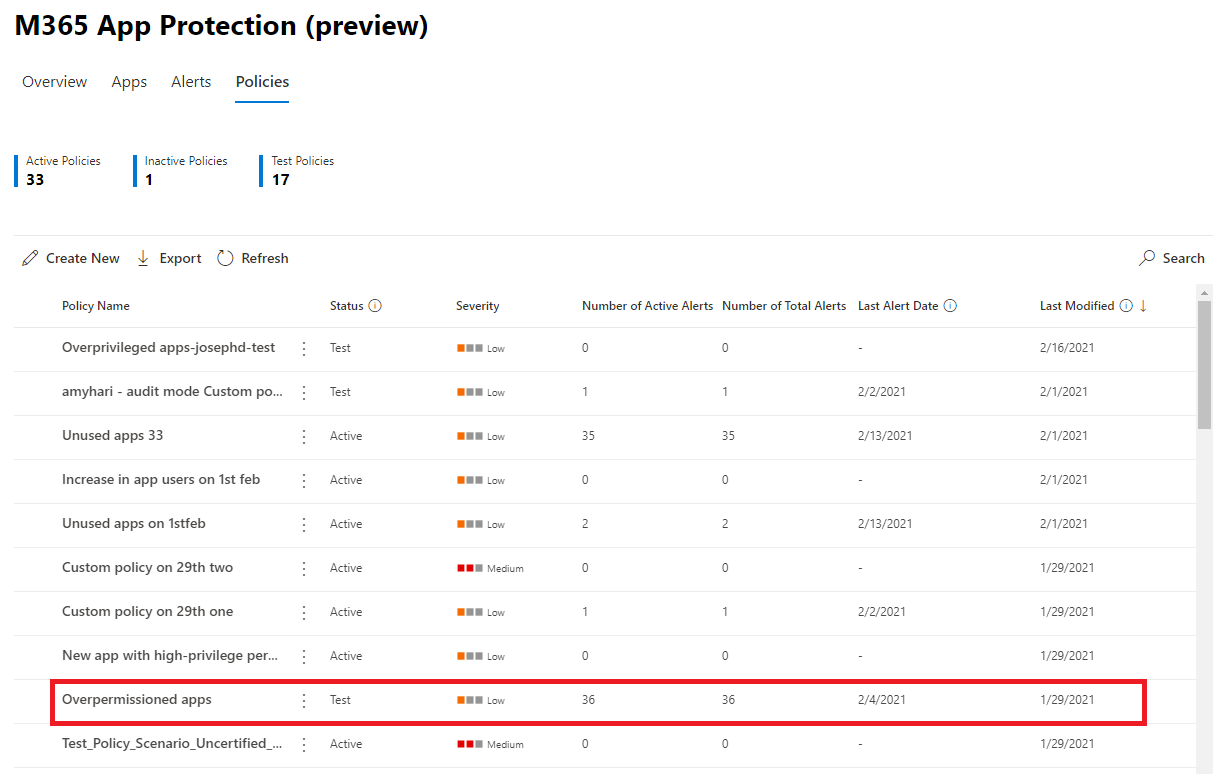 M365 App Protection (preview)
Overview Apps Alerts Policies
Active Policies Inactive Policies Test Policies
33 1 17
Create New Export Refresh Search
Policy Name Status Severity Number of Active Alerts Number of Total Alerts Last Alert Date Last Modified ↓
Overprivileged apps-josephd-test Test Low 0 0 - 2/16/2021
amyhari - audit mode Custom po... Test Low 1 1 2/2/2021 2/1/2021
Unused apps 33 Active Low 35 35 2/13/2021 2/1/2021
Increase in app users on 1st feb Active Low 0 0 - 2/1/2021
Unused apps on 1stfeb Active Low 2 2 2/13/2021 2/1/2021
Custom policy on 29th two Active Medium 0 0 - 1/29/2021
Custom policy on 29th one Active Low 1 1 2/2/2021 1/29/2021
New app with high-privilege per... Active Low 0 0 - 1/29/2021
Overpermissioned apps Test Low 36 36 2/4/2021 1/29/2021
Test_Policy_Scenario_Uncertified_... Active Medium 0 0 - 1/29/2021